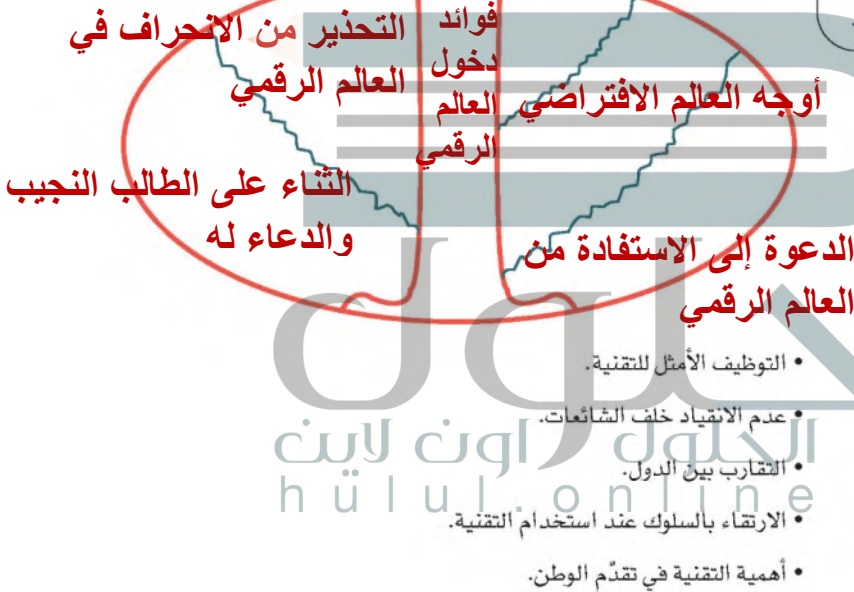 أوجه العالم الافتراضي
الدعوة إلى الاستفادة من
العالم الرقمي
فوائد
دخول
العالم
الرقمي
التحذير من الانحراف في
العالم الرقمي
الثناء على الطالب النجيب
والدعاء له
• التوظيف الأمثل للتقنية.
• عدم الانقياد خلف الشائعات.
• التقارب بين الدول.
• الارتقاء بالسلوك عند استخدام التقنية.
• أهمية التقنية في تقدَّم الوطن.
حلول
الحلول اون لاين
hulul.online